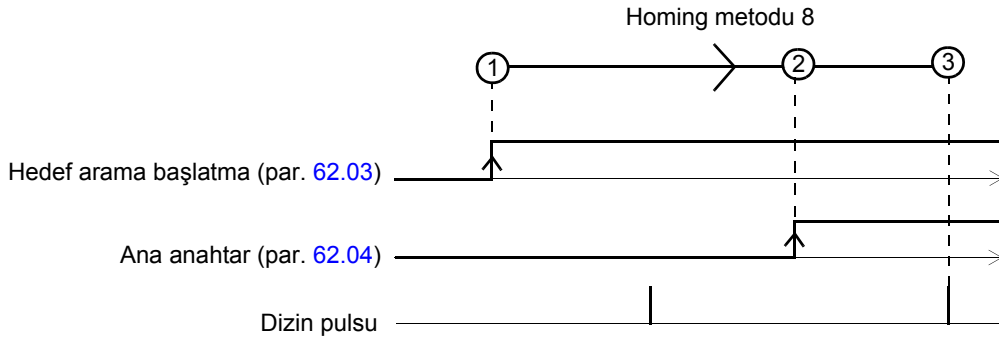 Homing metodu 8
1 2 3
Hedef arama başlatma (par. 62.03)
Ana anahtar (par. 62.04)
Dizin pulsu